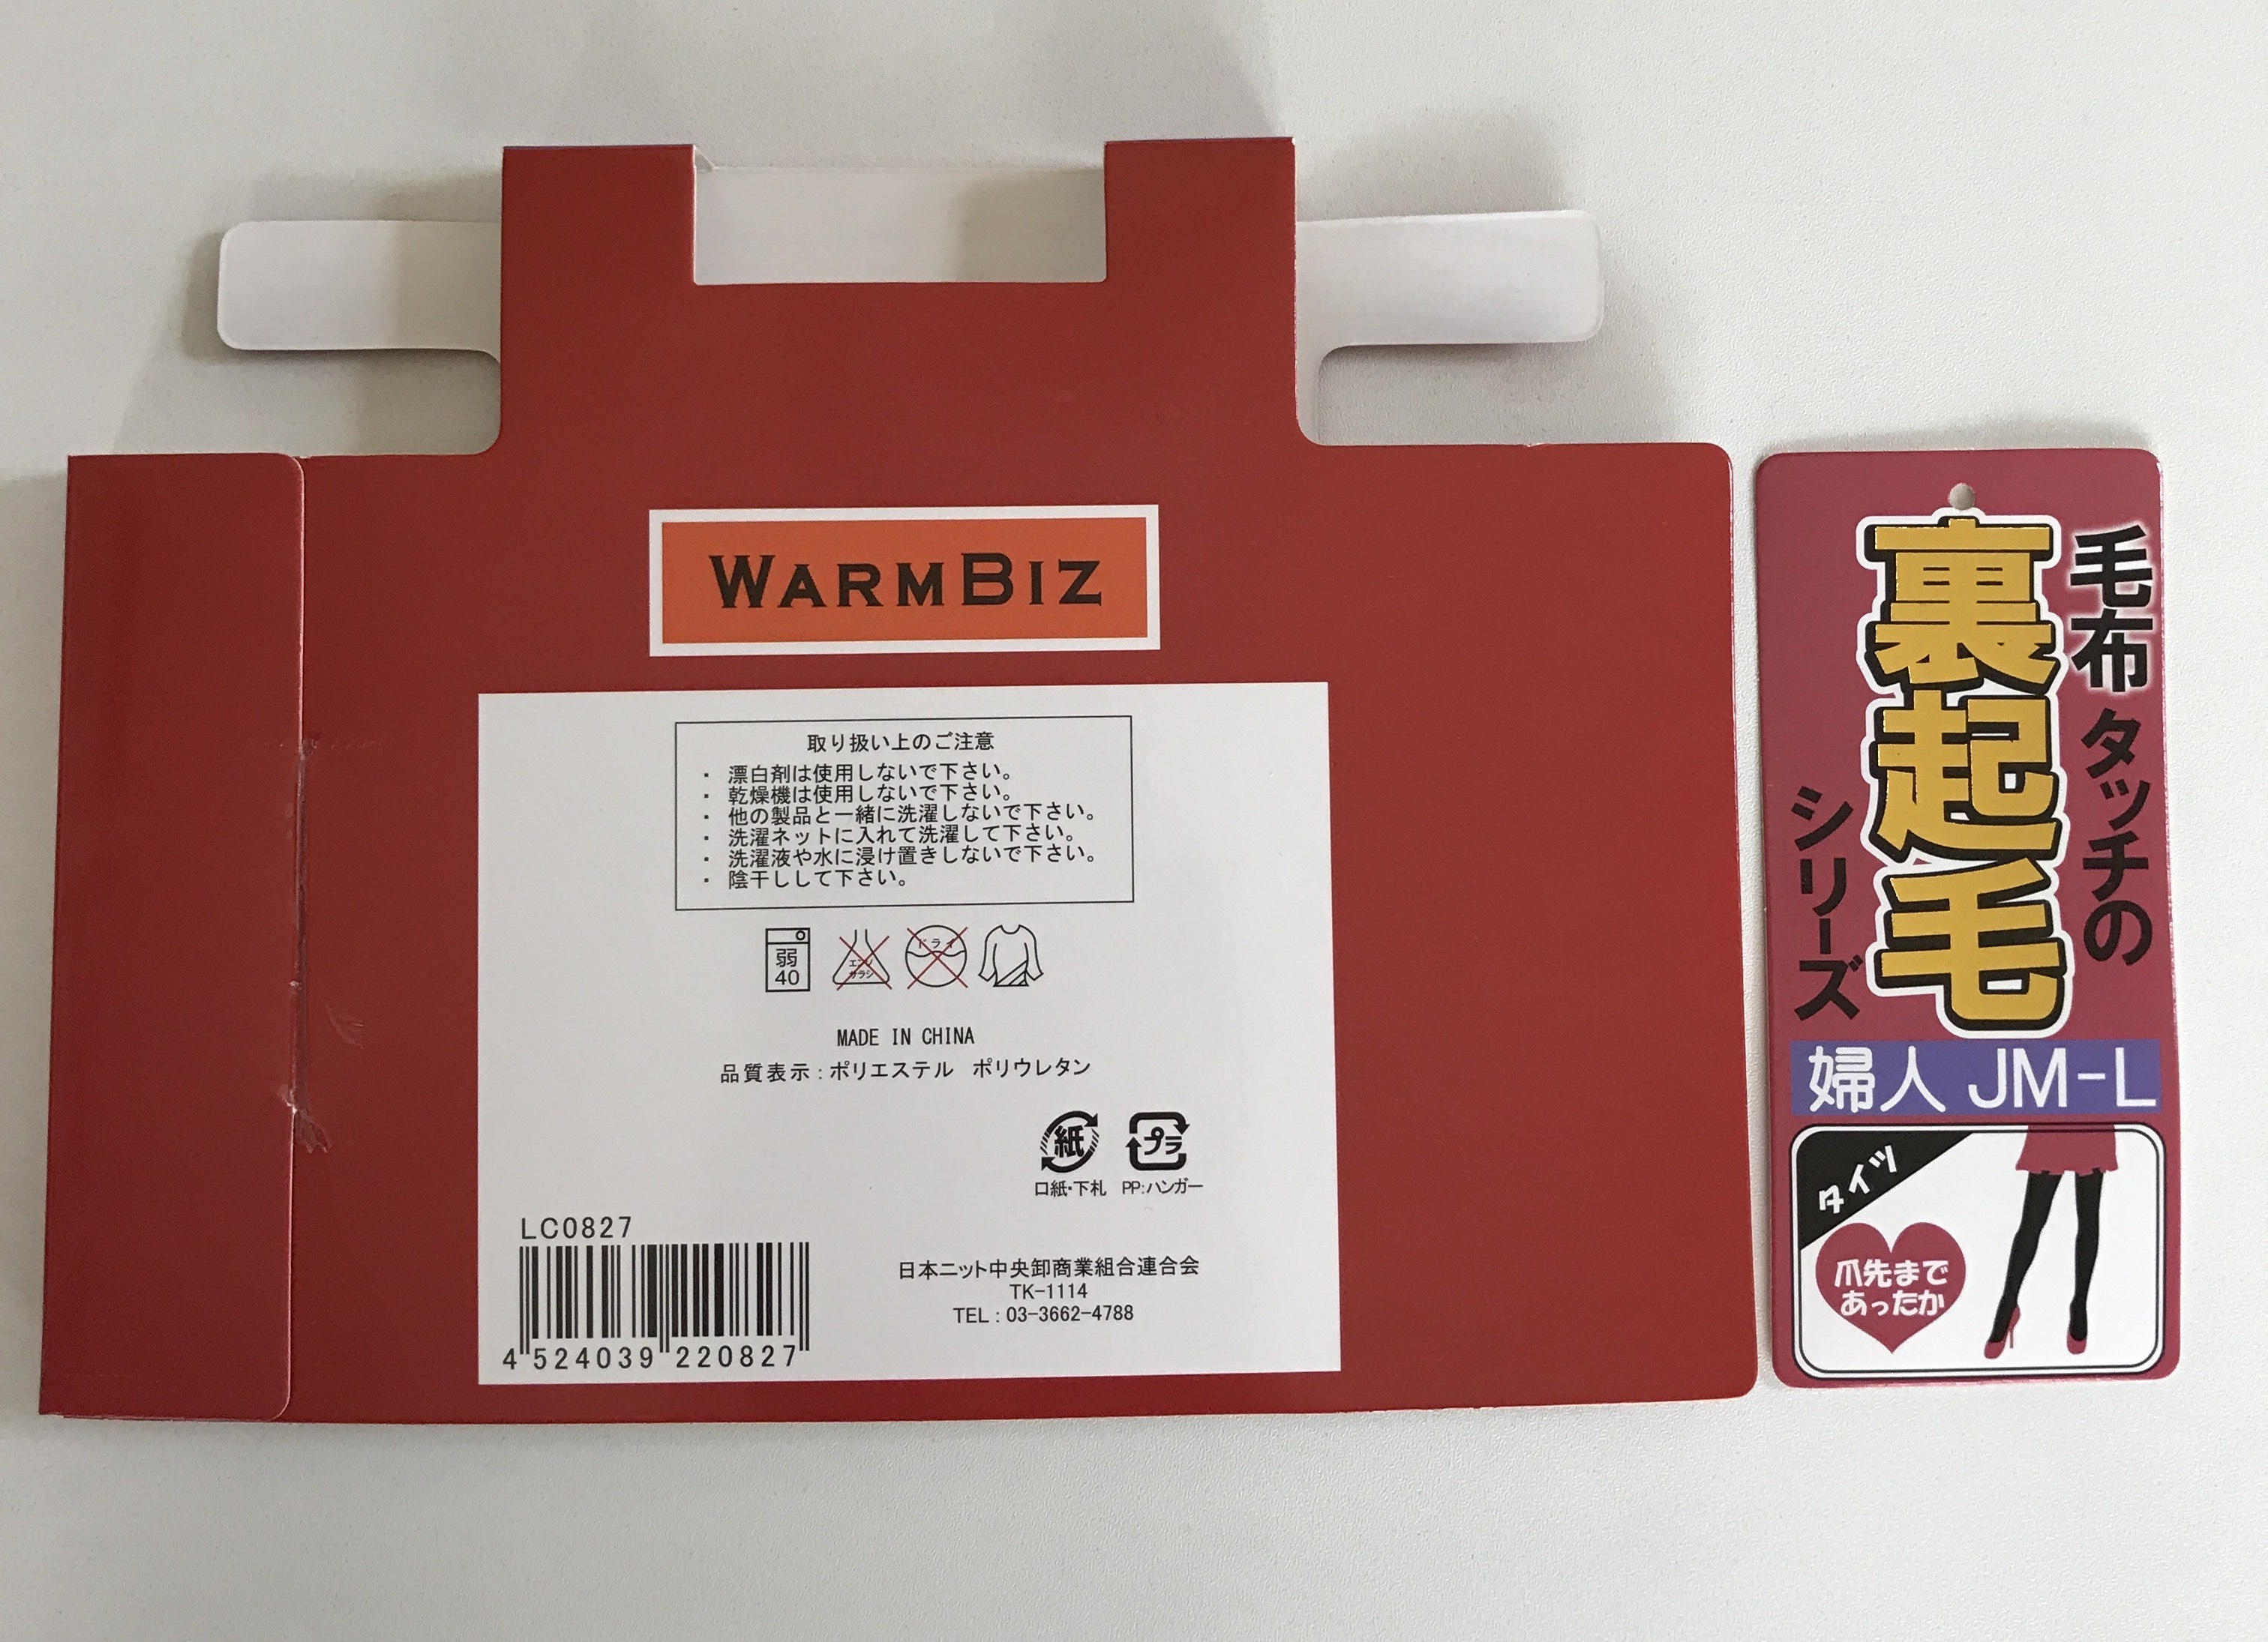 WARMBIZ
取り扱い上のご注意
・ 漂白剤は使用しないで下さい。
・ 乾燥機は使用しないで下さい。
・ 他の製品と一緒に洗濯しないで下さい。
・ 洗濯ネットに入れて洗濯して下さい。
・ 洗濯液や水に浸け置きしないで下さい。
・ 陰干しして下さい。
弱
40
エンソ
サラシ
ドライ
MADE IN CHINA
品質表示：ポリエステル ポリウレタン
紙
プラ
口紙・下札 PP:ハンガー
LC0827
4 524039 220827
日本ニット中央卸商業組合連合会
TK-1114
TEL：03-3662-4788
毛布タッチの
裏起毛
シリーズ
婦人 JM-L
タイツ
爪先まで
あったか